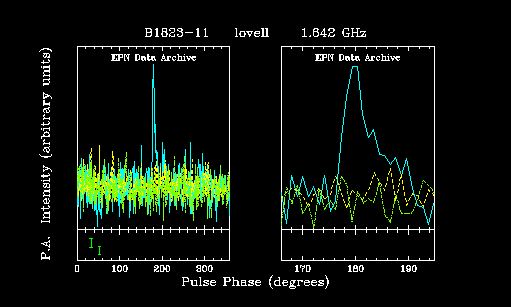 B1823-11 lovell 1.642 GHz
EPN Data Archive EPN Data Archive
P.A. Intensity (arbitrary units)
0 100 200 300 170 180 190
Pulse Phase (degrees)